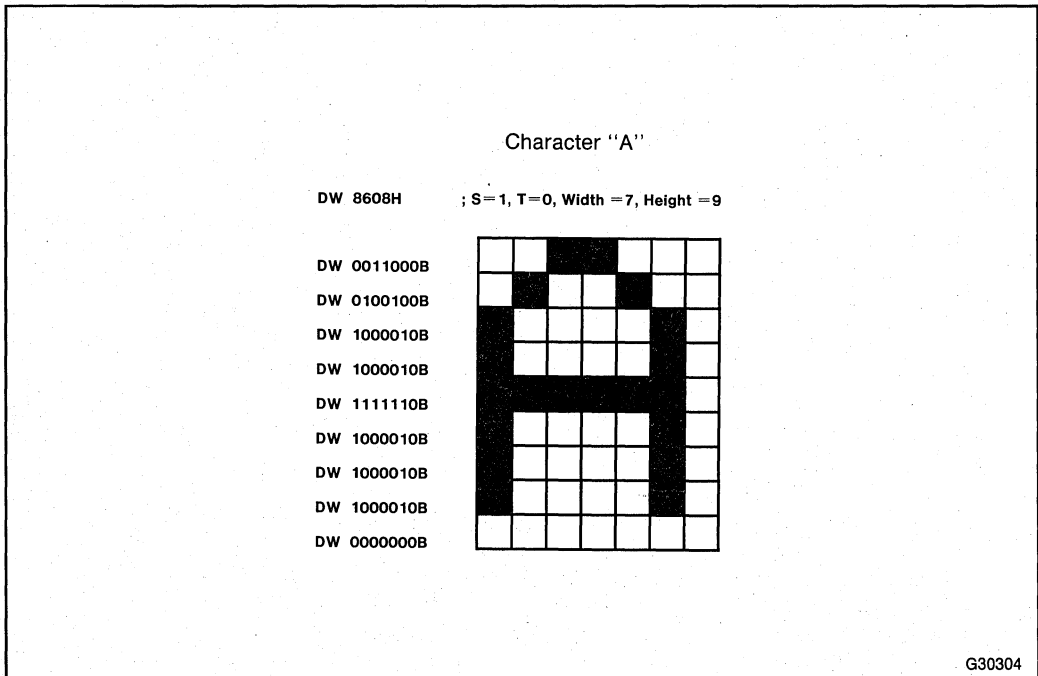 Character "A"
DW 8608H ; S=1, T=0, Width =7, Height =9
DW 0011000B
DW 0100100B
DW 1000010B
DW 1000010B
DW 1111110B
DW 1000010B
DW 1000010B
DW 1000010B
DW 0000000B
G30304